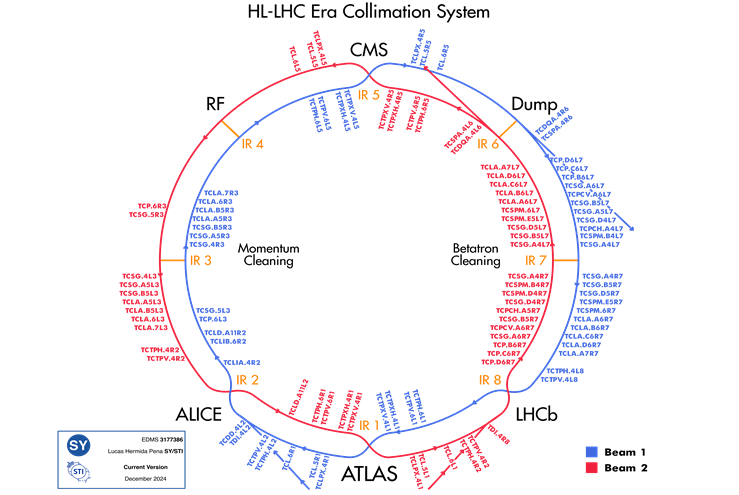 HL-LHC Era Collimation System
CMS
TCLPX.4R5
TCL.5R5
TCL.6R5
TCL.6L5
TCL.5L5
TCLPX.4L5
IR 5
TCTPXV.4L5
TCTPXH.4L5
TCTPV.6L5
TCTPH.6L5
TCTPXV.4R5
TCTPXH.4R5
TCTPV.6R5
TCTPH.6R5
RF
IR 4
Dump
IR 6
TCSPA.4L6
TCDQA.4L6
TCDQA.4R6
TCSPA.4R6
TCP.D6L7
TCP.C6L7
TCP.B6L7
TCSG.A6L7
TCPCV.A6L7
TCSG.B5L7
TCSG.A5L7
TCSG.D4L7
TCPCH.A4L7
TCSPM.B4L7
TCSG.A4L7
TCLA.A7L7
TCLA.D6L7
TCLA.C6L7
TCLA.B6L7
TCLA.A6L7
TCSPM.6L7
TCSPM.E5L7
TCSG.D5L7
TCSG.B5L7
TCSG.A4L7
TCP.6R3
TCSG.5R3
TCLA.7R3
TCLA.6R3
TCLA.B5R3
TCLA.A5R3
TCSG.B5R3
TCSG.A5R3
TCSG.4R3
Momentum
Cleaning
Betatron
Cleaning
IR 3
IR 7
TCSG.4L3
TCSG.A5L3
TCSG.B5L3
TCLA.A5L3
TCLA.B5L3
TCLA.6L3
TCLA.7L3
TCSG.5L3
TCP.6L3
TCLD.A11R2
TCLIB.6R2
TCLIA.4R2
TCTPH.4R2
TCTPV.4R2
TCSG.A4R7
TCSPM.B4R7
TCSPM.D4R7
TCSG.D4R7
TCPCH.A5R7
TCSG.B5R7
TCPCV.A6R7
TCSG.A6R7
TCP.B6R7
TCP.C6R7
TCP.D6R7
TCSG.A4R7
TCSG.B5R7
TCSG.D5R7
TCSPM.E5R7
TCSPM.6R7
TCLA.A6R7
TCLA.B6R7
TCLA.C6R7
TCLA.D6R7
TCLA.A7R7
TCTPH.4L8
TCTPV.4L8
IR 2
IR 8
ALICE
LHCb
TCDD.4L2
TDI.4L2
TCTPV.4L2
TCTPH.4L2
TCL.6R1
TCL.5R1
TCLPX.4R1
TCLD.A11L2
TCTPH.6R1
TCTPV.6R1
TCTPXH.4R1
TCTPXV.4R1
IR 1
TCTPXV.4L1
TCTPXH.4L1
TCTPV.6L1
TCTPH.6L1
ATLAS
TCLPX.4L1
TCL.5L1
TCL.6L1
TCTPH.4R2
TCTPV.4R2
TDI.4R8
SY
STI
EDMS 3177386
Lucas Hermida Pena SY/STI
Current Version
December 2024
Beam 1
Beam 2